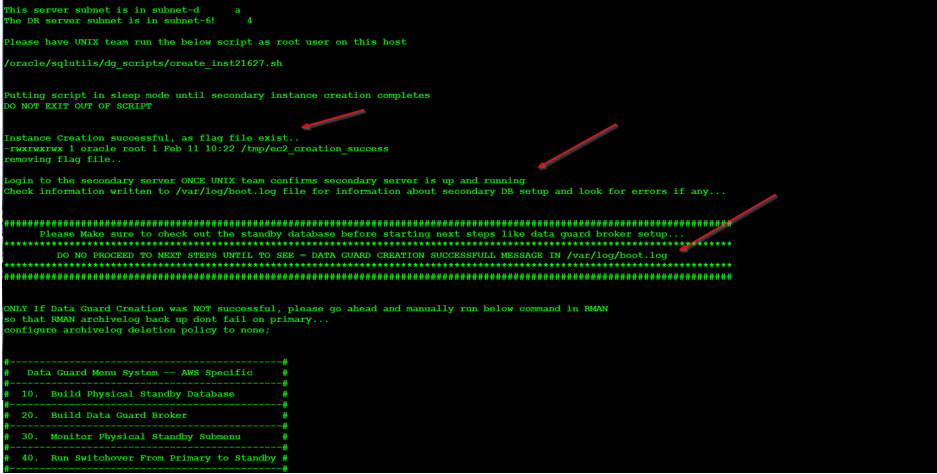 This server subnet is in subnet-d a
The DR server subnet is in subnet-6! 4
Please have UNIX team run the below script as root user on this host
/oracle/sqlutils/dg_scripts/create_inst21627.sh
Putting script in sleep mode until secondary instance creation completes
DO NOT EXIT OUT OF SCRIPT
Instance Creation successful, as flag file exist..
-rwxrwxrwx 1 oracle root 1 Feb 11 10:22 /tmp/ec2_creation_success
removing flag file..
Login to the secondary server ONCE UNIX team confirms secondary server is up and running
Check information written to /var/log/boot.log file for information about secondary DB setup and look for errors if any...
Please Make sure to check out the standby database before starting next steps like data guard broker setup...
DO NO PROCEED TO NEXT STEPS UNTIL TO SEE = DATA GUARD CREATION SUCCESSFULL MESSAGE IN /var/log/boot.log
ONLY If Data Guard Creation was NOT successful, please go ahead and manually run below command in RMAN
so that RMAN archivelog back up dont fail on primary...
configure archivelog deletion policy to none;
#----------------------------------------------#
# Data Guard Menu System -- AWS Specific #
#----------------------------------------------#
# 10. Build Physical Standby Database #
#----------------------------------------------#
# 20. Build Data Guard Broker #
#----------------------------------------------#
# 30. Monitor Physical Standby Submenu #
#----------------------------------------------#
# 40. Run Switchover From Primary to Standby #
#----------------------------------------------#